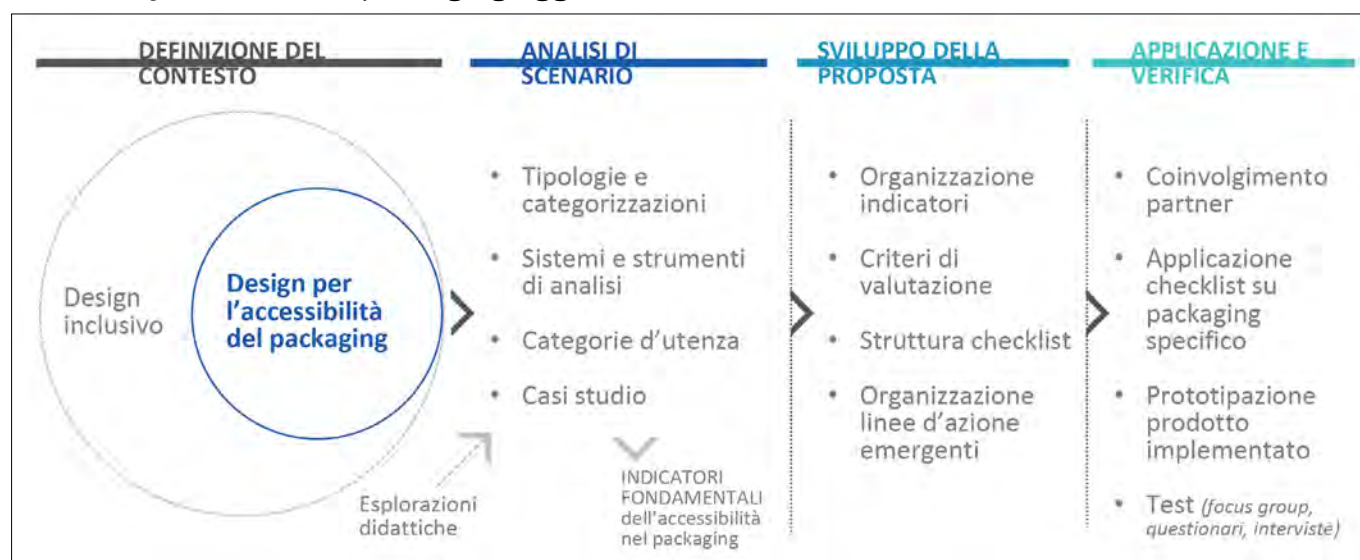 DEFINIZIONE DEL
CONTESTO
Design
inclusivo
Design per
l'accessibilità
del packaging
Esplorazioni
didattiche
ANALISI DI
SCENARIO
• Tipologie e
categorizzazioni
• Sistemi e strumenti
di analisi
• Categorie d'utenza
• Casi studio
INDICATORI
FONDAMENTALI
dell'accessibilità
nel packaging
SVILUPPO DELLA
PROPOSTA
• Organizzazione
indicatori
• Criteri di
valutazione
• Struttura checklist
• Organizzazione
linee d'azione
emergenti
APPLICAZIONE E
VERIFICA
• Coinvolgimento
partner
• Applicazione
checklist su
packaging
specifico
• Prototipazione
prodotto
implementato
• Test (focus group,
questionari, interviste)